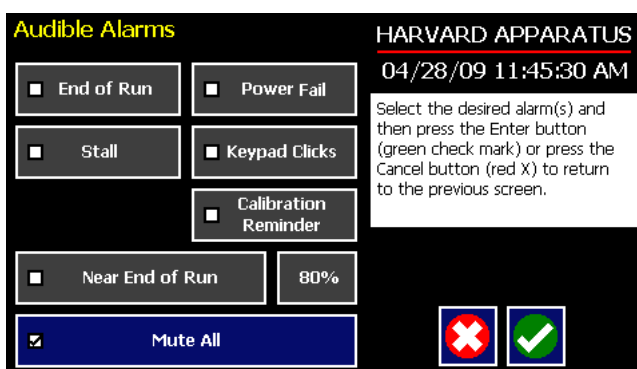 Audible Alarms
End of Run
Power Fail
Stall
Keypad Clicks
Calibration
Reminder
Near End of Run
80%
Mute All
HARVARD APPARATUS
04/28/09 11:45:30 AM
Select the desired alarm(s) and
then press the Enter button
(green check mark) or press the
Cancel button (red X) to return
to the previous screen.